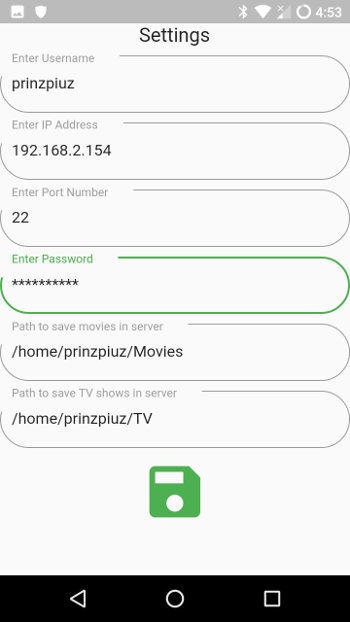 4:53
Settings
Enter Username
prinzpiuz
Enter IP Address
192.168.2.154
Enter Port Number
22
Enter Password
**********
Path to save movies in server
/home/prinzpiuz/Movies
Path to save TV shows in server
/home/prinzpiuz/TV